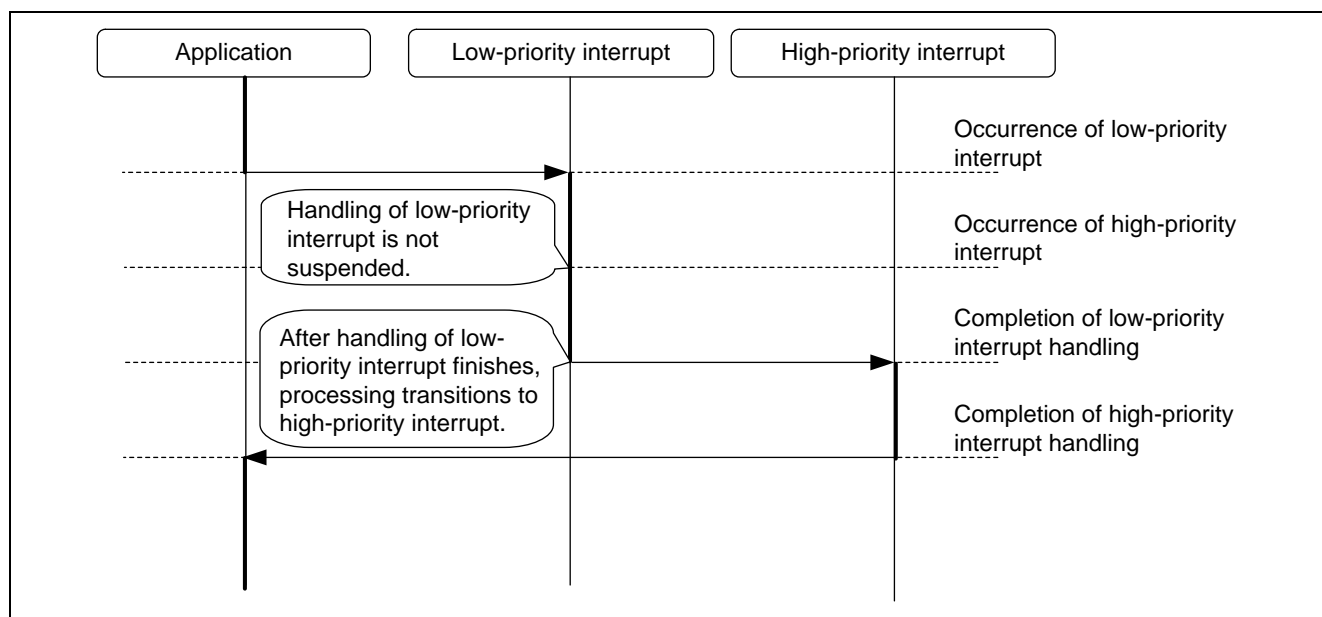 Application
Low-priority interrupt
High-priority interrupt
Occurrence of low-priority
interrupt
Handling of low-priority
interrupt is not
suspended.
Occurrence of high-priority
interrupt
After handling of low-
priority interrupt finishes,
processing transitions to
high-priority interrupt.
Completion of low-priority
interrupt handling
Completion of high-priority
interrupt handling